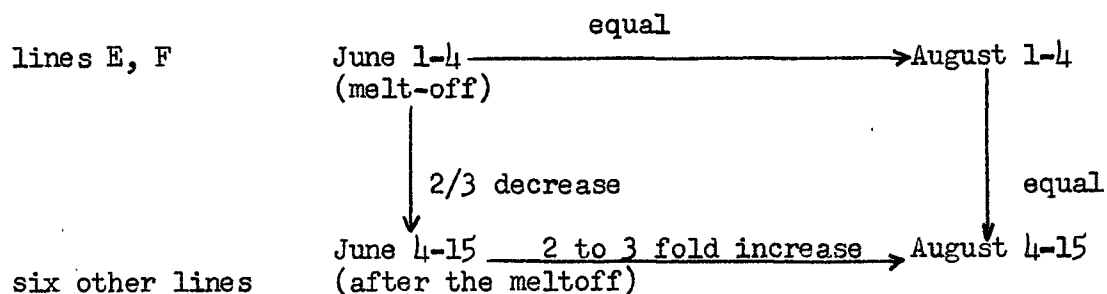 equal
lines E, F June 1-4 August 1-4
(melt-off)
2/3 decrease equal
June 4-15 2 to 3 fold increase August 4-15
six other lines (after the meltoff)